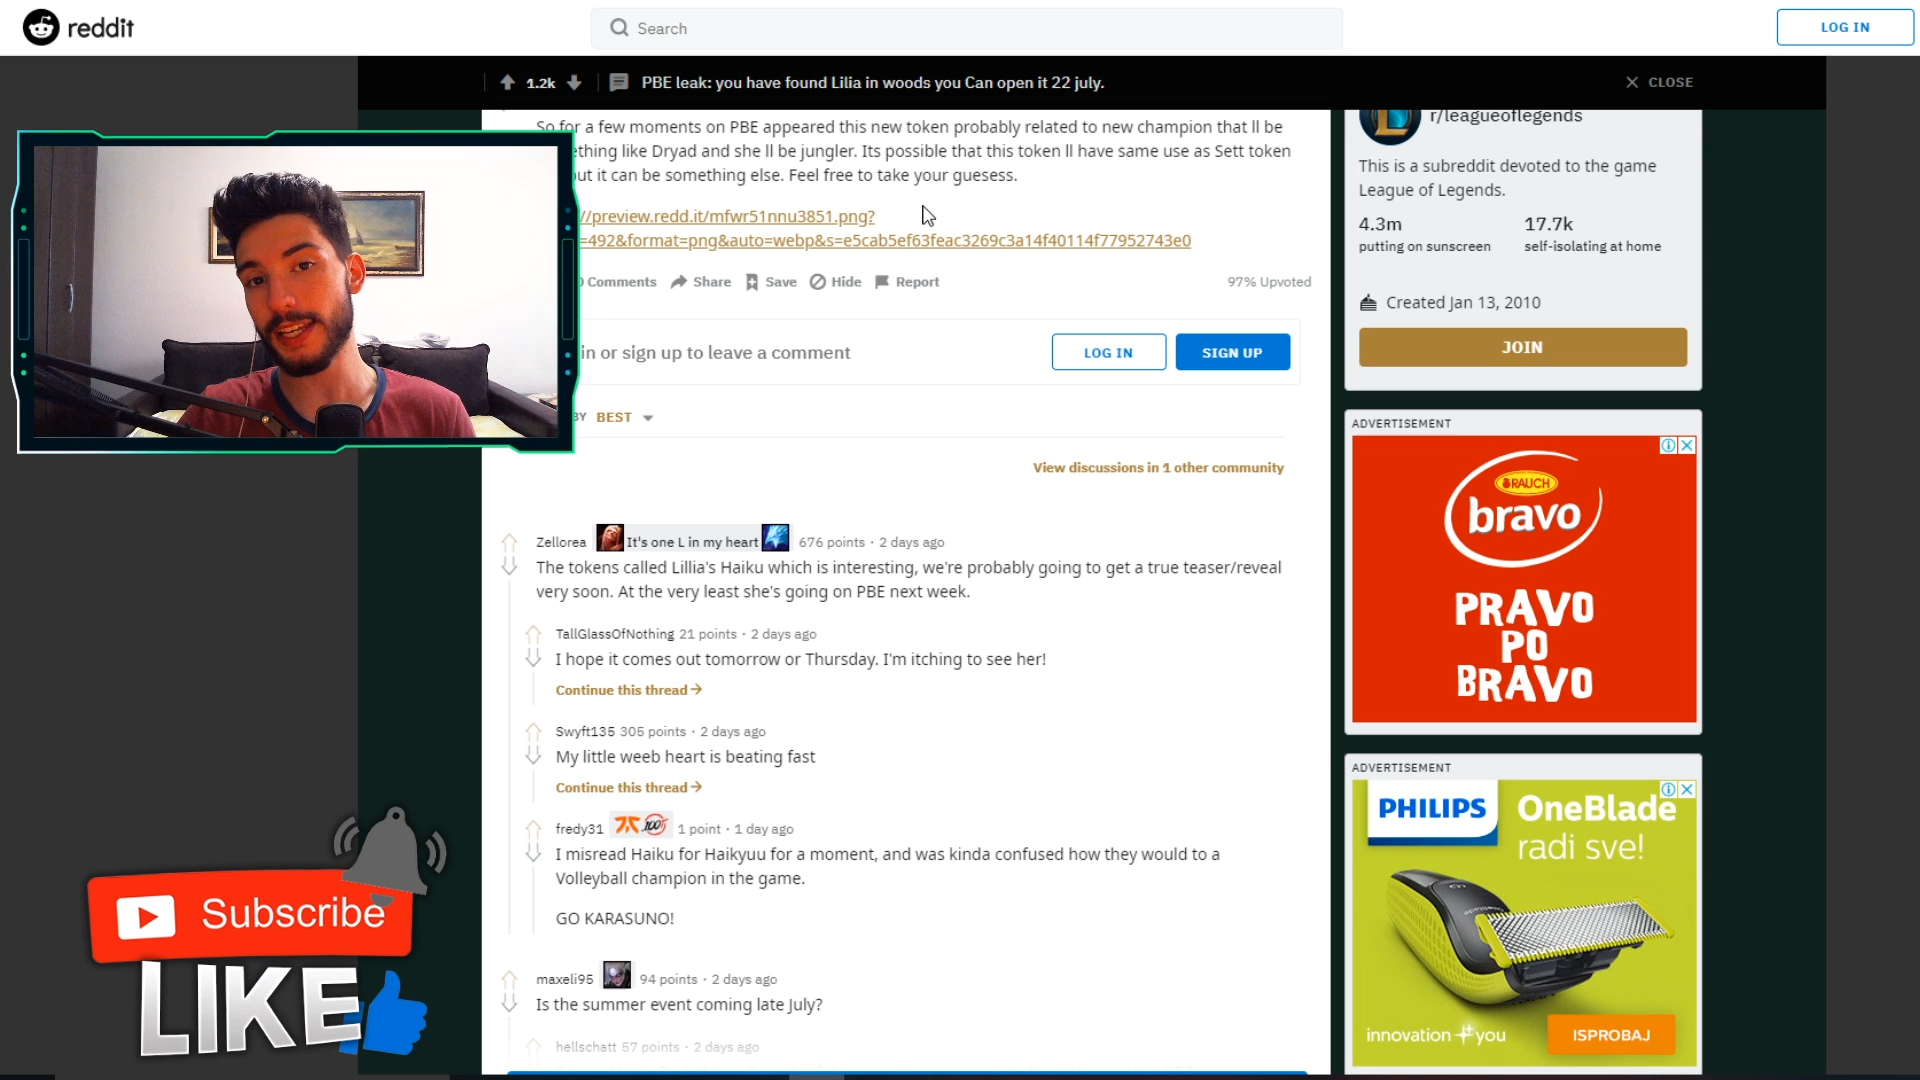 reddit
Search
LOG IN
1.2k
PBE leak: you have found Lilia in woods you Can open it 22 july.
CLOSE
So for a few moments on PBE appeared this new token probably related to new champion that ll be
ething like Dryad and she ll be jungler. Its possible that this token ll have same use as Sett token
ut it can be something else. Feel free to take your guesess.
//preview.redd.it/mfwr51nnu3851.png?
=492&format=png&auto=webp&s=e5cab5ef63feac3269c3a14f40114f77952743e0
Comments
Share
Save
Hide
Report
97% Upvoted
in or sign up to leave a comment
LOG IN
SIGN UP
BY BEST
View discussions in 1 other community
Zellorea It's one L in my heart 676 points · 2 days ago
The tokens called Lillia's Haiku which is interesting, we're probably going to get a true teaser/reveal
very soon. At the very least she's going on PBE next week.
TallGlassOfNothing 21 points · 2 days ago
I hope it comes out tomorrow or Thursday. I'm itching to see her!
Continue this thread
Swyft135 305 points · 2 days ago
My little weeb heart is beating fast
Continue this thread
fredy31 1 point · 1 day ago
I misread Haiku for Haikyuu for a moment, and was kinda confused how they would to a
Volleyball champion in the game.
GO KARASUNO!
maxeli95 94 points · 2 days ago
Is the summer event coming late July?
hellschatt 57 points · 2 days ago
r/leagueoflegends
This is a subreddit devoted to the game
League of Legends.
4.3m
17.7k
putting on sunscreen
self-isolating at home
Created Jan 13, 2010
JOIN
ADVERTISEMENT
RAUCH
bravo
PRAVO
PO
BRAVO
ADVERTISEMENT
PHILIPS
OneBlade
radi sve!
innovation you
ISPROBAJ
Subscribe
LIKE